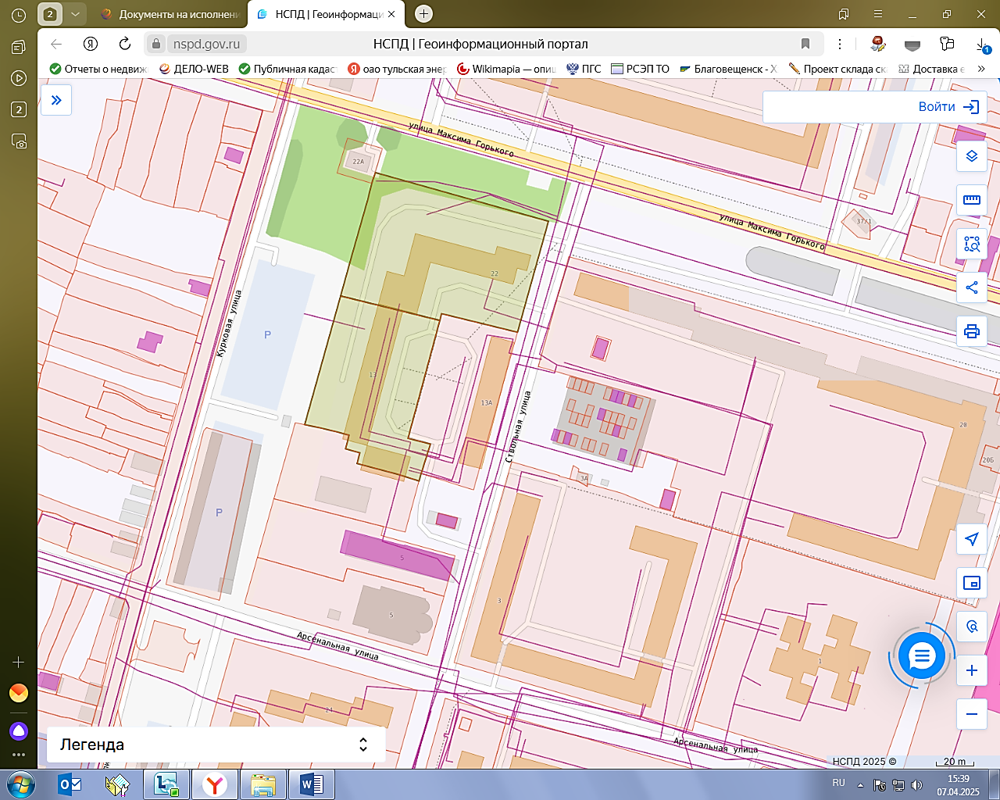 2
Документы на исполнени
НСПД | Геоинформаци
nspd.gov.ru
НСПД | Геоинформационный портал
1
Отчеты о недвиж
ДЕЛО-WEB
Публичная кадас
оао тульская энер
Wikimapia — опи
ПГС
РСЭП ТО
Благовещенск - Х
Проект склада ск
Доставка е
2
Войти
улица Максима Горького
22А
улица Максима Горького
37/1
22
Курковая улица
P
13
13А
Ствольная улица
20
20Б
3А
P
5
3
5
Арсенальная улица
1
24
Арсенальная улица
Легенда
НСПД 2025 ©
20 m
RU
15:39
07.04.2025